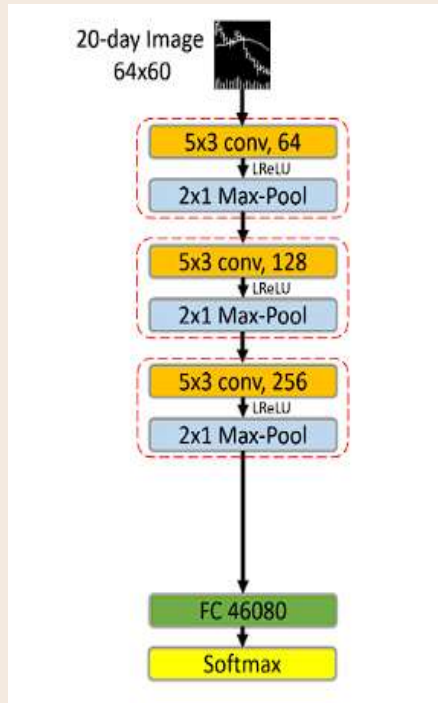 20-day Image
64x60
5x3 conv, 64
LReLU
2x1 Max-Pool
5x3 conv, 128
LReLU
2x1 Max-Pool
5x3 conv, 256
LReLU
2x1 Max-Pool
FC 46080
Softmax